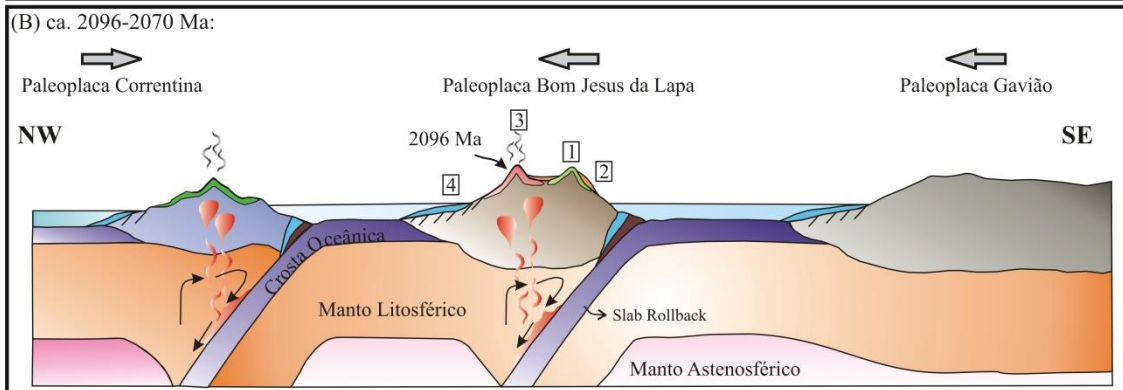 (B) ca. 2096-2070 Ma:
Paleoplaca Correntina
Paleoplaca Bom Jesus da Lapa
Paleoplaca Gavião
NW
SE
3
2096 Ma
1
2
4
Crosta Oceânica
Manto Litosférico
Slab Rollback
Manto Astenosférico